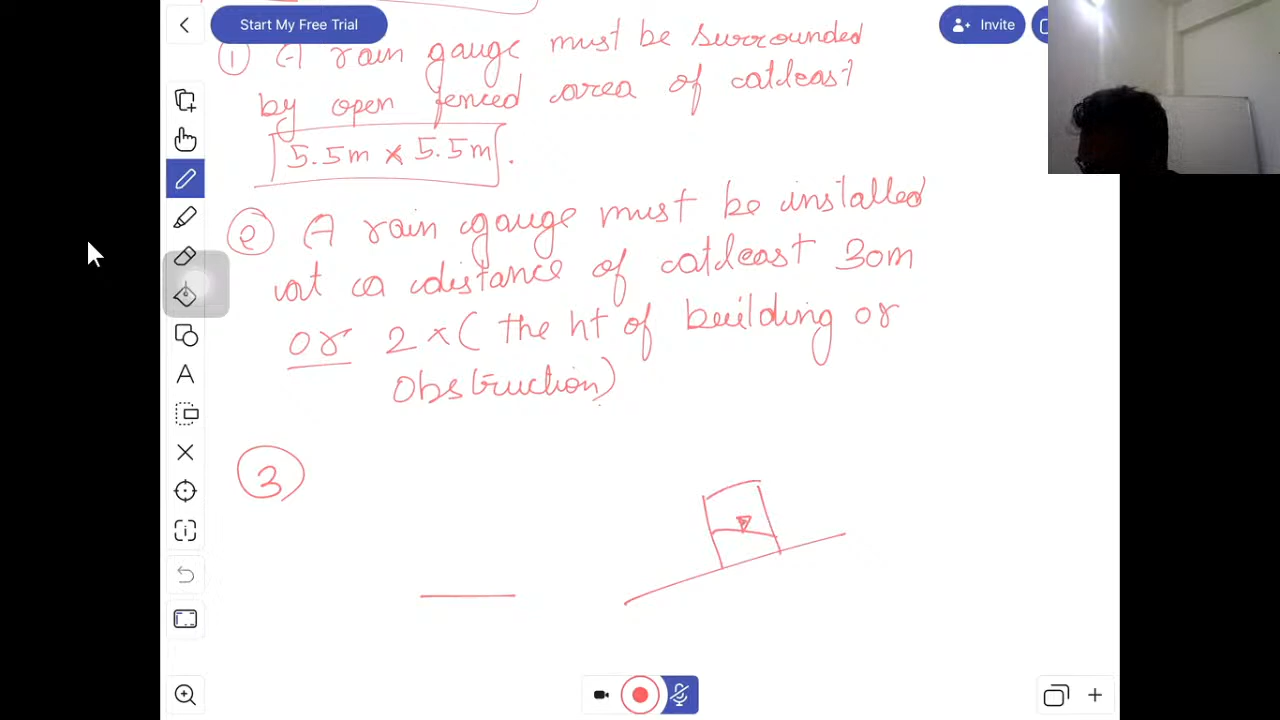 Start My Free Trial
Invite
① A rain gauge must be surrounded
by open fenced area of atleast
5.5m × 5.5m.
② A rain gauge must be installed
at a distance of atleast 30m
or 2 × ( the ht of building or
obstruction)
③
A